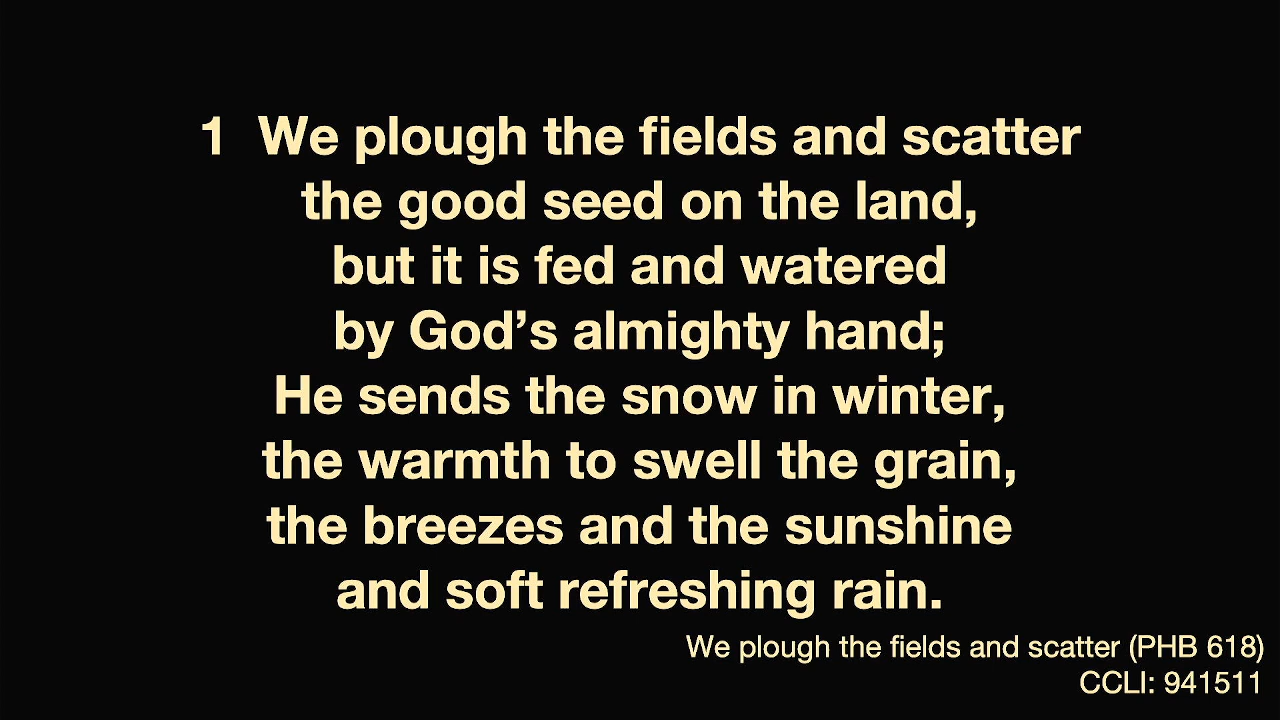 1 We plough the fields and scatter
the good seed on the land,
but it is fed and watered
by God’s almighty hand;
He sends the snow in winter,
the warmth to swell the grain,
the breezes and the sunshine
and soft refreshing rain.
We plough the fields and scatter (PHB 618)
CCLI: 941511